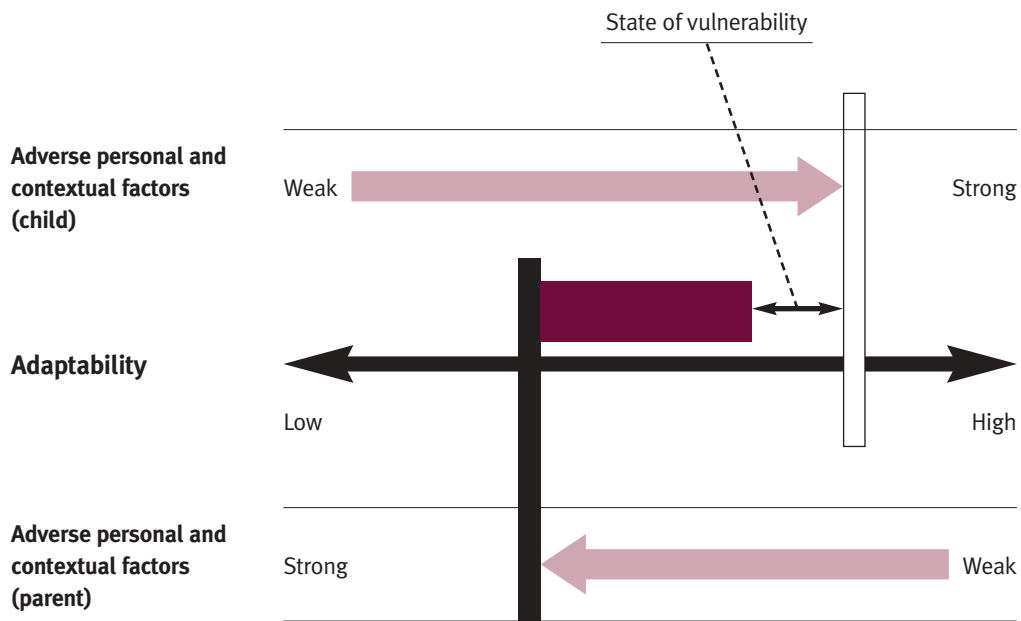 State of vulnerability
Adverse personal and
contextual factors
(child)
Weak
Strong
Adaptability
Low
High
Adverse personal and
contextual factors
(parent)
Strong
Weak